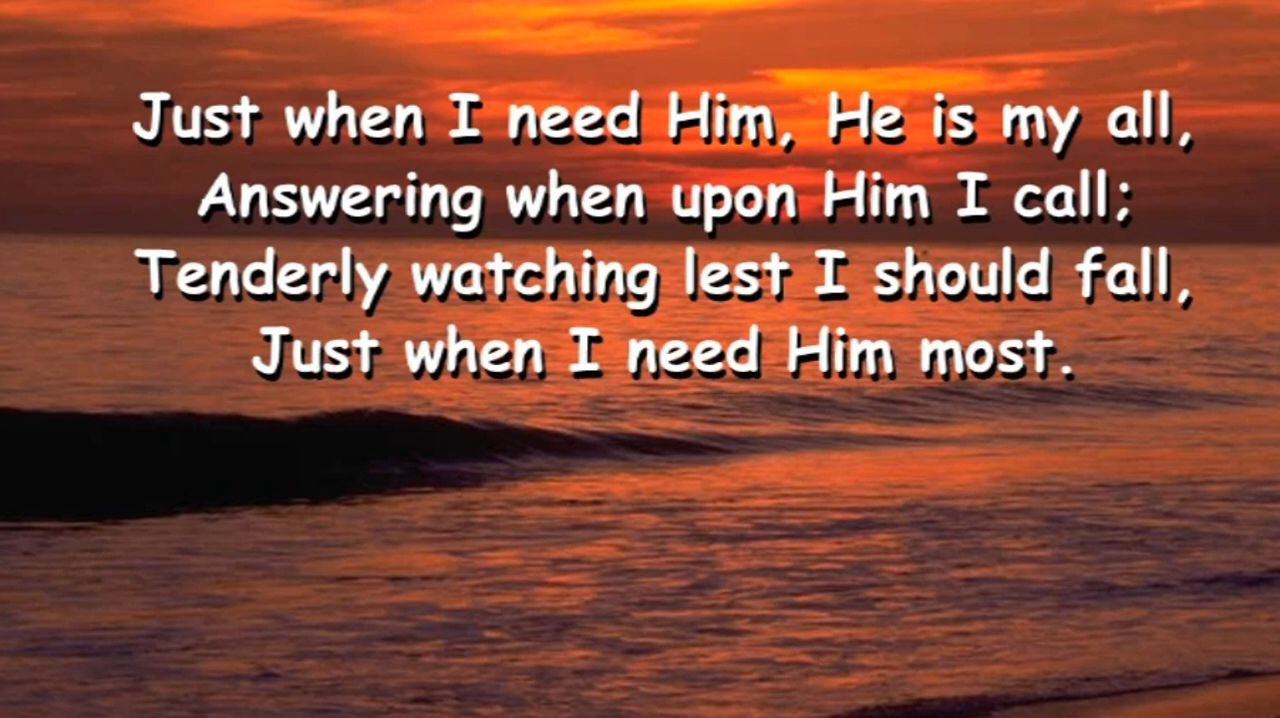 Just when I need Him, He is my all,
Answering when upon Him I call;
Tenderly watching lest I should fall,
Just when I need Him most.